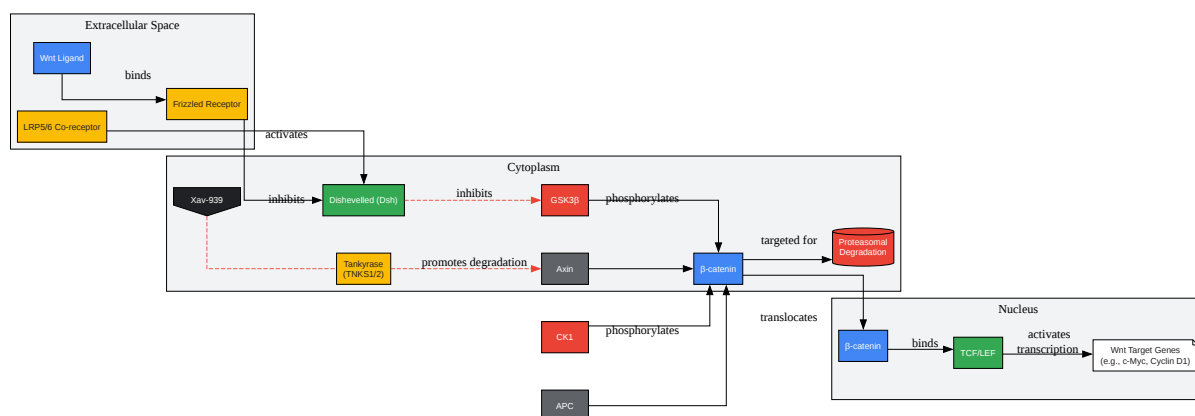 Extracellular Space
Wnt Ligand
binds
Frizzled Receptor
LRP5/6 Co-receptor
activates
Cytoplasm
Xav-939
inhibits
Dishevelled (Dsh)
inhibits
GSK3β
phosphorylates
targeted for
Proteasomal
Degradation
Tankyrase
(TNKS1/2)
promotes degradation
Axin
β-catenin
translocates
CK1
phosphorylates
APC
Nucleus
β-catenin
binds
TCF/LEF
activates
transcription
Wnt Target Genes
(e.g., c-Myc, Cyclin D1)